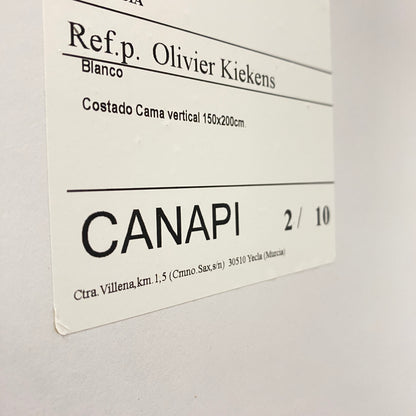 Ref.p. Olivier Kiekens
Blanco
Costado Cama vertical 150x200cm
CANAPI 2 / 10
Ctra.Villena,km.1,5 (Cmno.Sax,s/n) 30510 Yecla (Murcia)